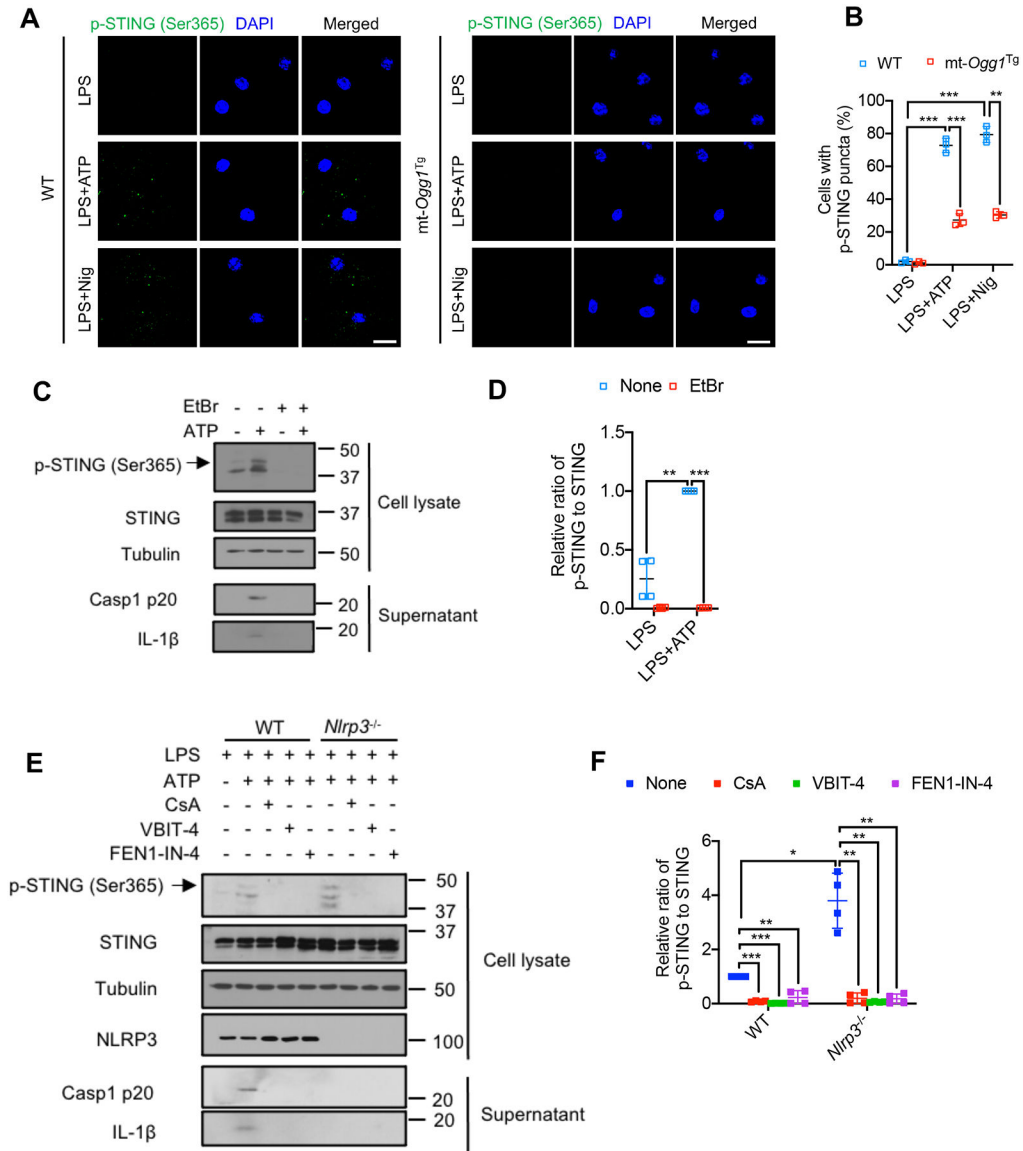 A
p-STING (Ser365) DAPI Merged
WT
LPS
LPS+ATP
LPS+Nig
p-STING (Ser365) DAPI Merged
mt-Ogg1Tg
LPS
LPS+ATP
LPS+Nig
B
WT mt-Ogg1Tg
Cells with
p-STING puncta (%)
100
80
60
40
20
0
*** **
*** ***
LPS LPS+ATP LPS+Nig
C
EtBr - - + +
ATP - + - +
p-STING (Ser365) 50
37
STING 37
Tubulin 50
Cell lysate
Casp1 p20 20
IL-1β 20
Supernatant
D
None EtBr
Relative ratio of
p-STING to STING
1.5
1.0
0.5
0.0
** ***
LPS LPS+ATP
E
WT Nlrp3-/-
LPS + + + + + + + + +
ATP - + + + + + + + +
CsA - - + - - - + - -
VBIT-4 - - - + - - - + -
FEN1-IN-4 - - - - + - - - +
p-STING (Ser365) 50
37
STING 37
Tubulin 50
NLRP3 100
Cell lysate
Casp1 p20 20
IL-1β 20
Supernatant
F
None CsA VBIT-4 FEN1-IN-4
Relative ratio of
p-STING to STING
6
4
2
0
*
**
***
***
**
**
**
WT Nlrp3-/-